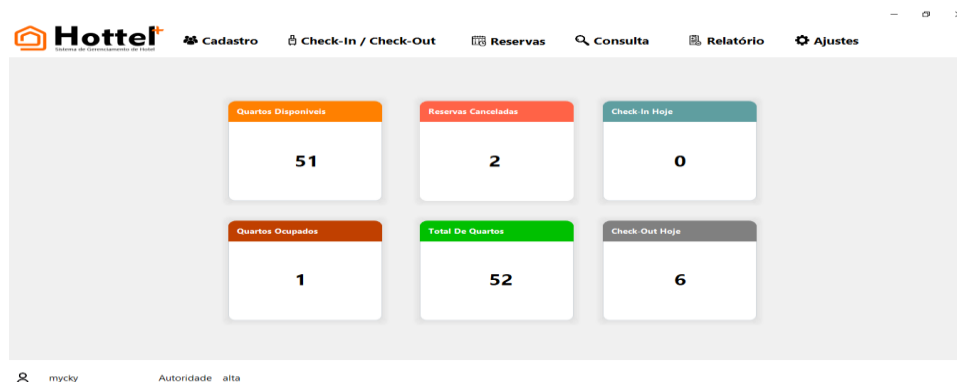 Hottel+
Sistema de Gerenciamento de Hotel
Cadastro Check-In / Check-Out Reservas Consulta Relatório Ajustes
Quartos Disponíveis Reservas Canceladas Check-In Hoje
51 2 0
Quartos Ocupados Total De Quartos Check-Out Hoje
1 52 6
mycky Autoridade alta